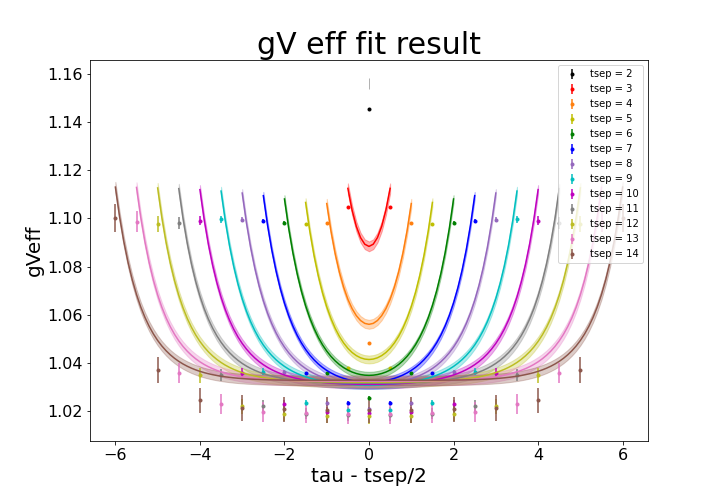 gV eff fit result
gVeff
1.16
1.14
1.12
1.10
1.08
1.06
1.04
1.02
−6
−4
−2
0
2
4
6
tau - tsep/2
tsep = 2
tsep = 3
tsep = 4
tsep = 5
tsep = 6
tsep = 7
tsep = 8
tsep = 9
tsep = 10
tsep = 11
tsep = 12
tsep = 13
tsep = 14